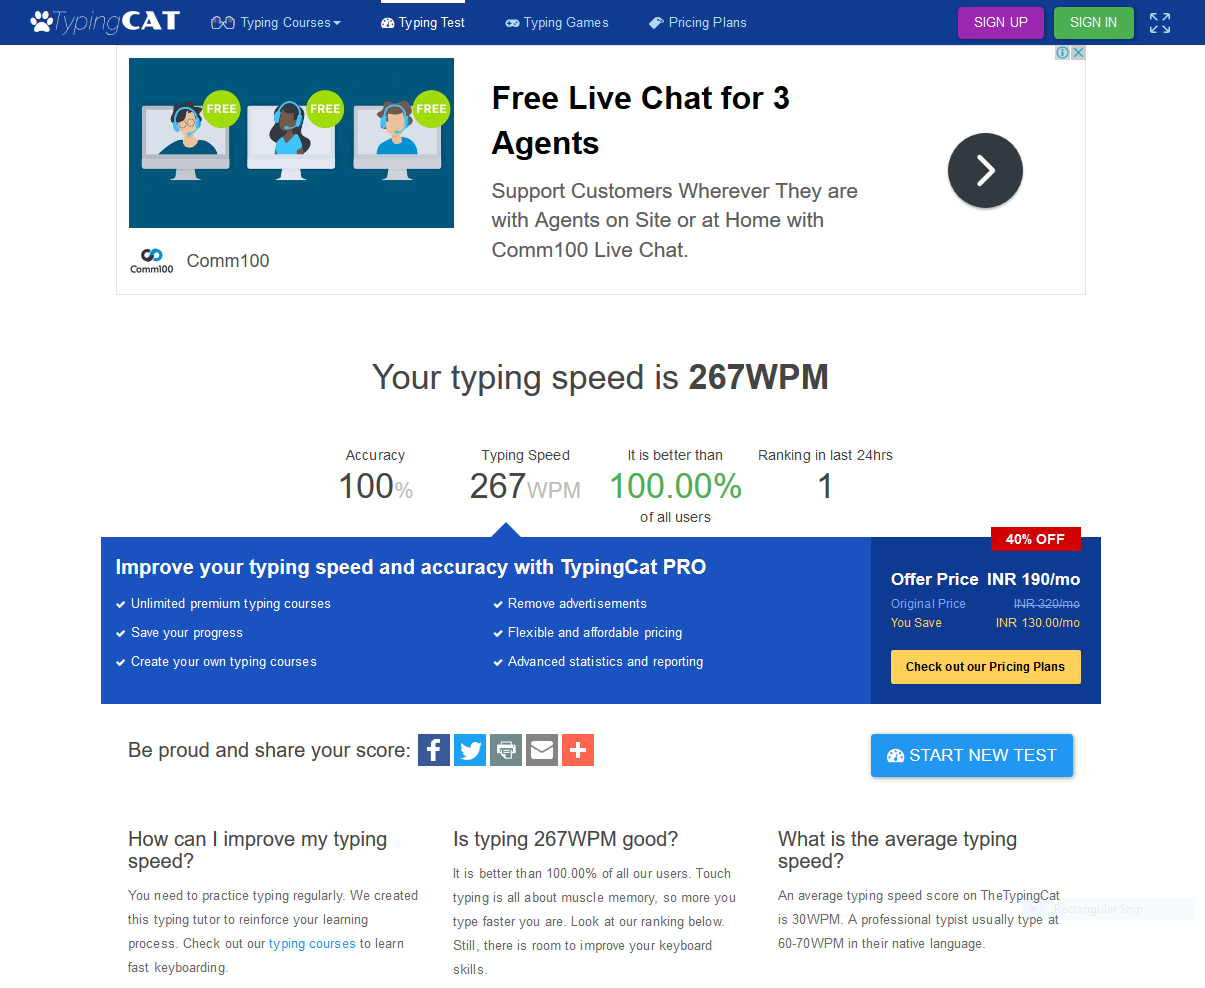 TypingCAT
Typing Courses
Typing Test
Typing Games
Pricing Plans
SIGN UP
SIGN IN
FREE
FREE
FREE
Free Live Chat for 3
Agents
Support Customers Wherever They are
with Agents on Site or at Home with
Comm100 Live Chat.
Comm100
Comm100
Your typing speed is 267WPM
Accuracy
100%
Typing Speed
267WPM
It is better than
100.00%
of all users
Ranking in last 24hrs
1
Improve your typing speed and accuracy with TypingCat PRO
Unlimited premium typing courses
Save your progress
Create your own typing courses
Remove advertisements
Flexible and affordable pricing
Advanced statistics and reporting
40% OFF
Offer Price INR 190/mo
Original Price INR 320/mo
You Save INR 130.00/mo
Check out our Pricing Plans
Be proud and share your score:
START NEW TEST
How can I improve my typing
speed?
You need to practice typing regularly. We created
this typing tutor to reinforce your learning
process. Check out our typing courses to learn
fast keyboarding.
Is typing 267WPM good?
It is better than 100.00% of all our users. Touch
typing is all about muscle memory, so more you
type faster you are. Look at our ranking below.
Still, there is room to improve your keyboard
skills.
What is the average typing
speed?
An average typing speed score on TheTypingCat
is 30WPM. A professional typist usually type at
60-70WPM in their native language.
Rectangular Snip